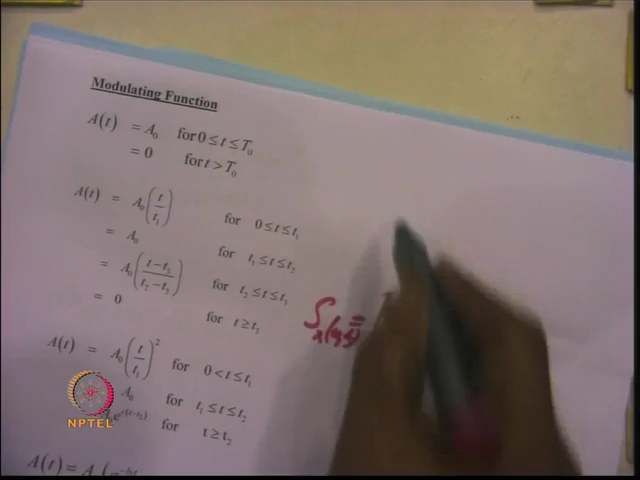 Modulating Function
A(t) = A₀ for 0 ≤ t ≤ T₀
= 0 for t > T₀
A(t) = A₀(t/t₁) for 0 ≤ t ≤ t₁
= A₀ for t₁ ≤ t ≤ t₂
= A₀((t−t₃)/(t₂−t₃)) for t₂ ≤ t ≤ t₃
= 0 for t ≥ t₃
A(t) = A₀(t/t₁)² for 0 < t ≤ t₁
A₀ for t₁ ≤ t ≤ t₂
for t ≥ t₂
NPTEL
A(t) = A